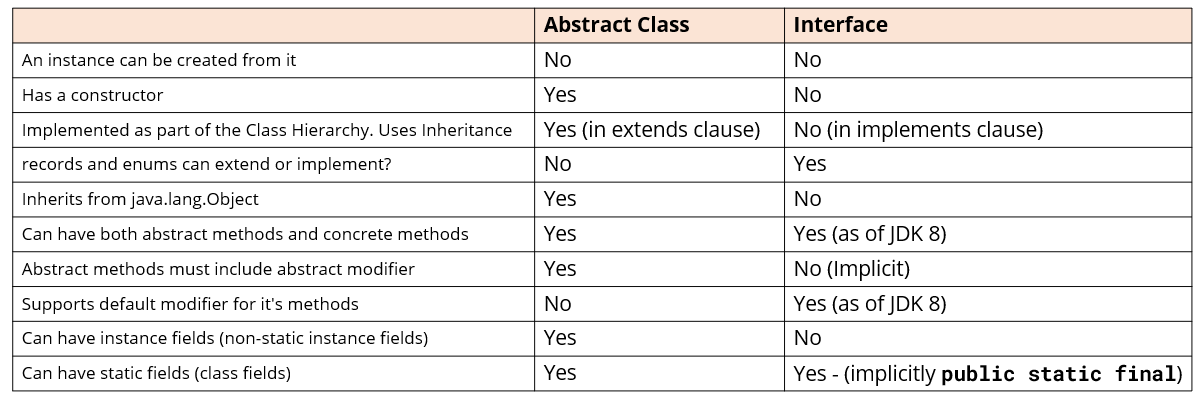 Abstract Class Interface
An instance can be created from it No No
Has a constructor Yes No
Implemented as part of the Class Hierarchy. Uses Inheritance Yes (in extends clause) No (in implements clause)
records and enums can extend or implement? No Yes
Inherits from java.lang.Object Yes No
Can have both abstract methods and concrete methods Yes Yes (as of JDK 8)
Abstract methods must include abstract modifier Yes No (Implicit)
Supports default modifier for it's methods No Yes (as of JDK 8)
Can have instance fields (non-static instance fields) Yes No
Can have static fields (class fields) Yes Yes - (implicitly public static final)